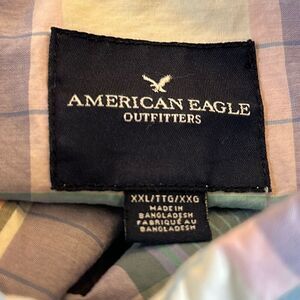 AMERICAN EAGLE
OUTFITTERS
XXL/TTG/XXG
MADE IN
BANGLADESH
FABRIQUÉ AU
BANGLADESH